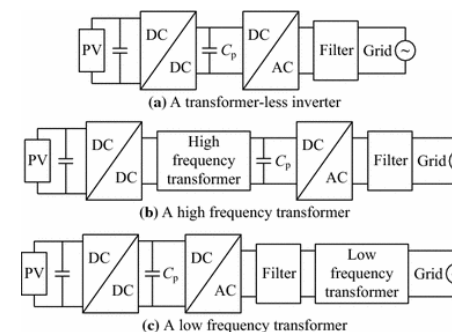 PV DC DC Cp DC AC Filter Grid ~
(a) A transformer-less inverter
PV DC DC High frequency transformer Cp DC AC Filter Grid
(b) A high frequency transformer
PV DC DC Cp DC AC Filter Low frequency transformer Grid
(c) A low frequency transformer